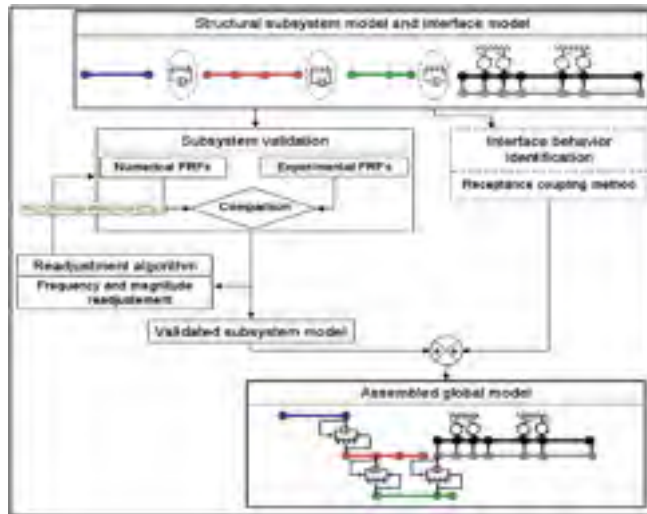 Structural subsystem model and interface model
Subsystem validation
Numerical FRFs
Experimental FRFs
Comparison
Interface behavior
identification
Receptance coupling method
Readjustment algorithm
Frequency and magnitude
readjustement
Validated subsystem model
Assembled global model